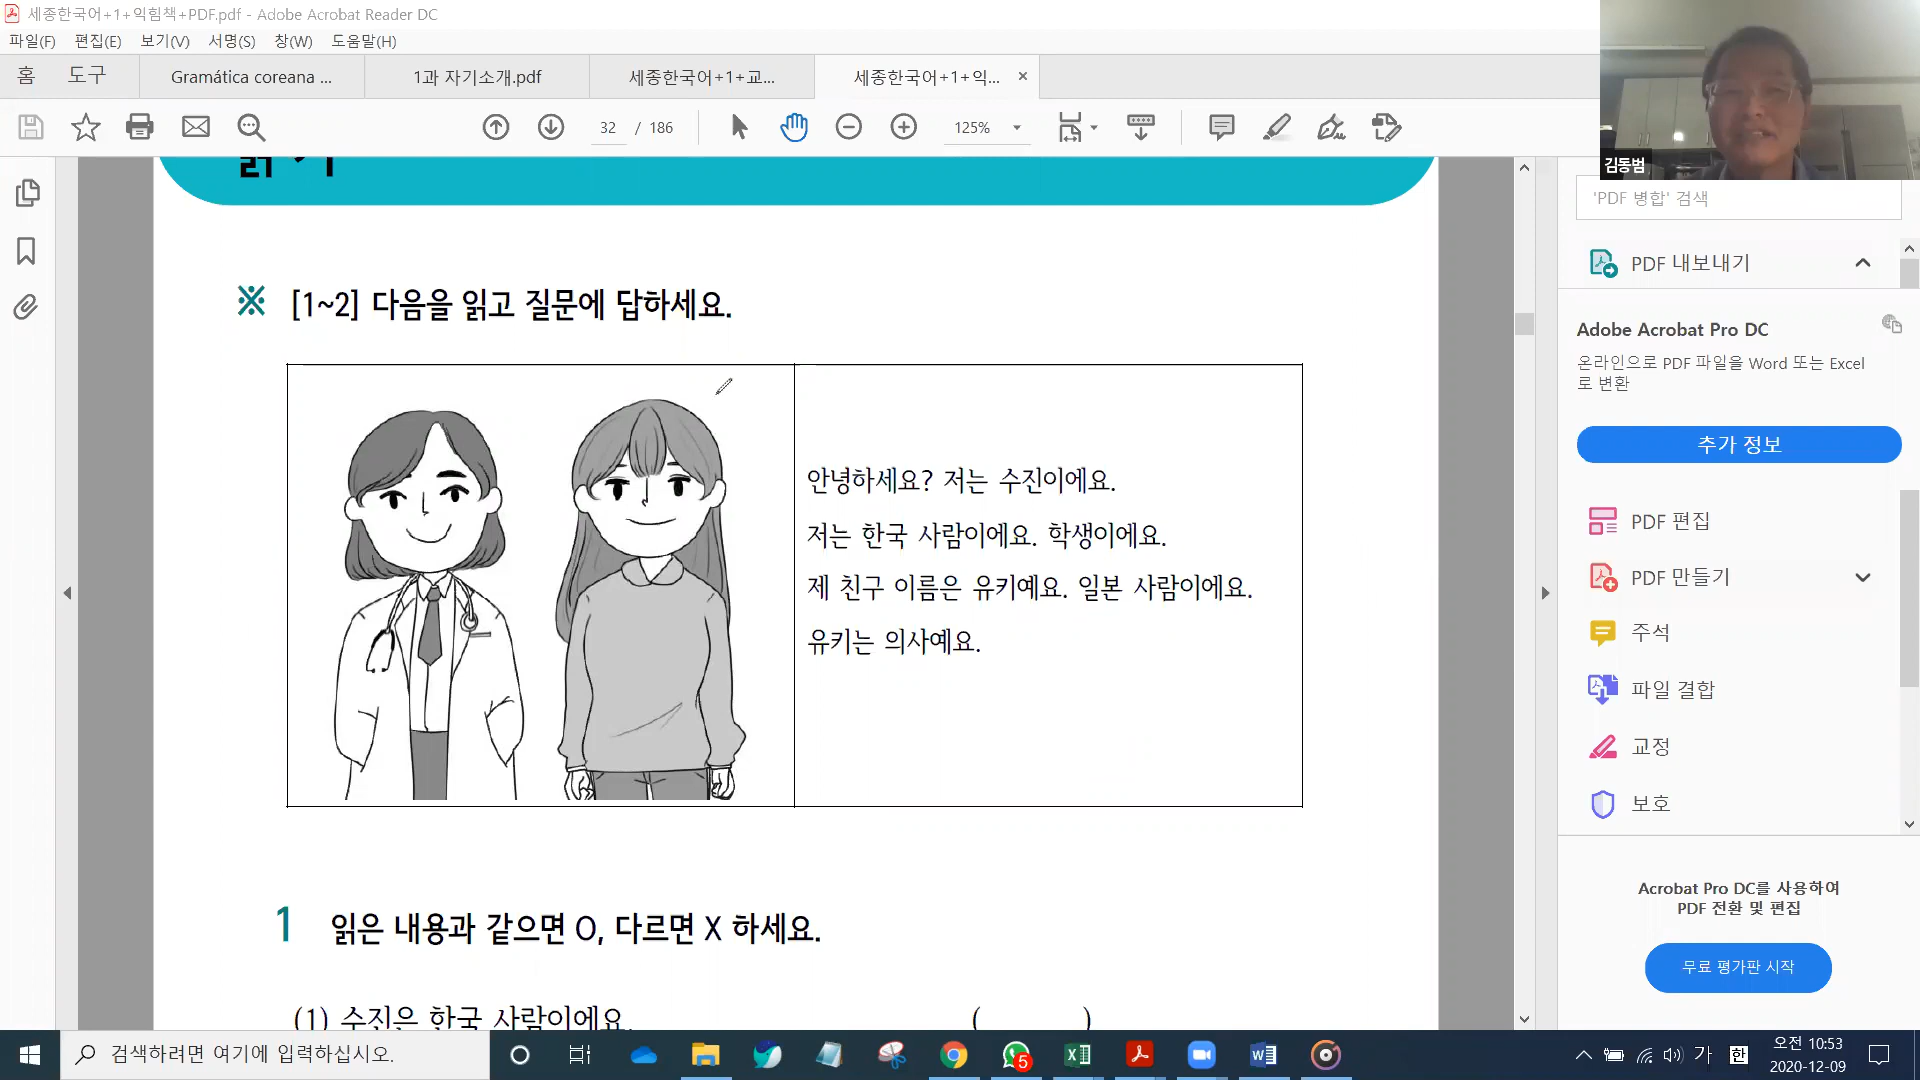 세종한국어+1+익힘책+PDF.pdf - Adobe Acrobat Reader DC
파일(F) 편집(E) 보기(V) 서명(S) 창(W) 도움말(H)
홈 도구 Gramática coreana ... 1과 자기소개.pdf 세종한국어+1+교... 세종한국어+1+익... ×
32 / 186 125%
김동범
'PDF 병합' 검색
PDF 내보내기
Adobe Acrobat Pro DC
온라인으로 PDF 파일을 Word 또는 Excel
로 변환
추가 정보
PDF 편집
PDF 만들기
주석
파일 결합
교정
보호
Acrobat Pro DC를 사용하여
PDF 전환 및 편집
무료 평가판 시작
※ [1~2] 다음을 읽고 질문에 답하세요.
안녕하세요? 저는 수진이에요.
저는 한국 사람이에요. 학생이에요.
제 친구 이름은 유키예요. 일본 사람이에요.
유키는 의사예요.
1 읽은 내용과 같으면 O, 다르면 X 하세요.
(1) 수진은 한국 사람이에요. ( )
검색하려면 여기에 입력하십시오.
5
가 한
오전 10:53
2020-12-09